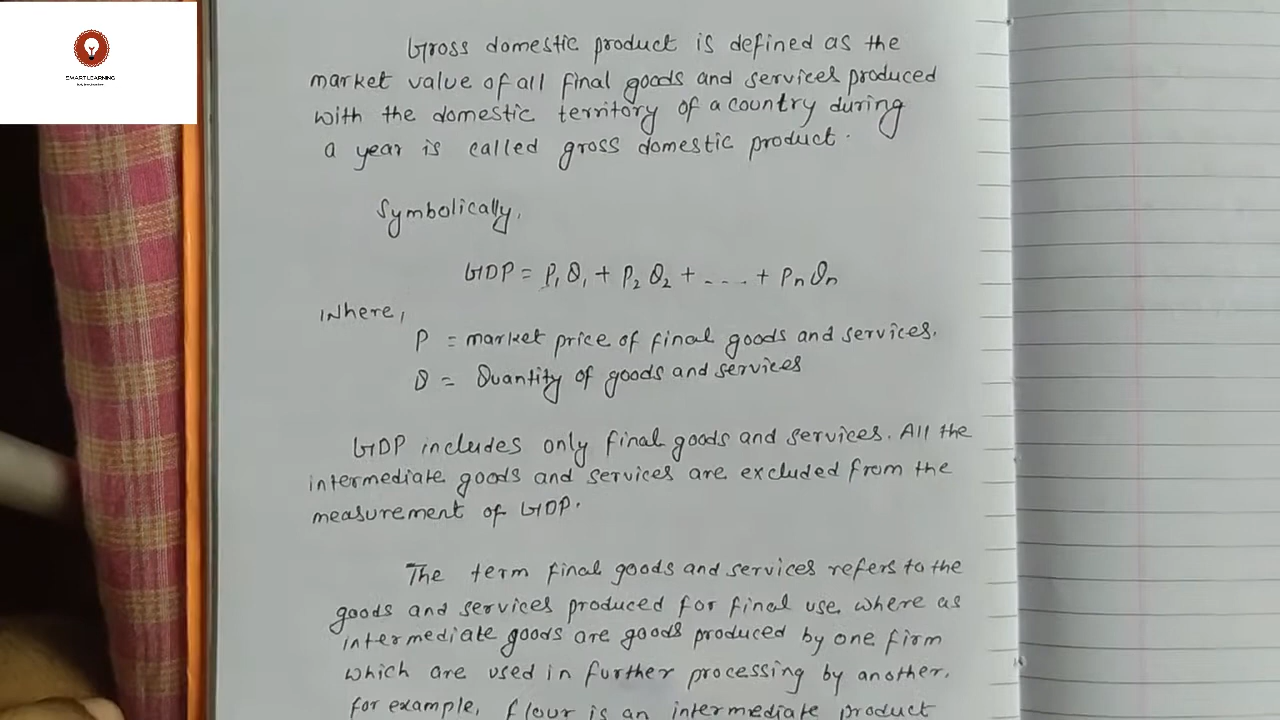 SMART LEARNING
Gross domestic product is defined as the
market value of all final goods and services produced
with the domestic territory of a country during
a year is called gross domestic product.
Symbolically,
GDP = P₁Q₁ + P₂Q₂ + ----- + PnQn
Where,
P = market price of final goods and services.
Q = Quantity of goods and services
GDP includes only final goods and services. All the
intermediate goods and services are excluded from the
measurement of GDP.
The term final goods and services refers to the
goods and services produced for final use. where as
intermediate goods are goods produced by one firm
which are used in further processing by another.
for example, flour is an intermediate product